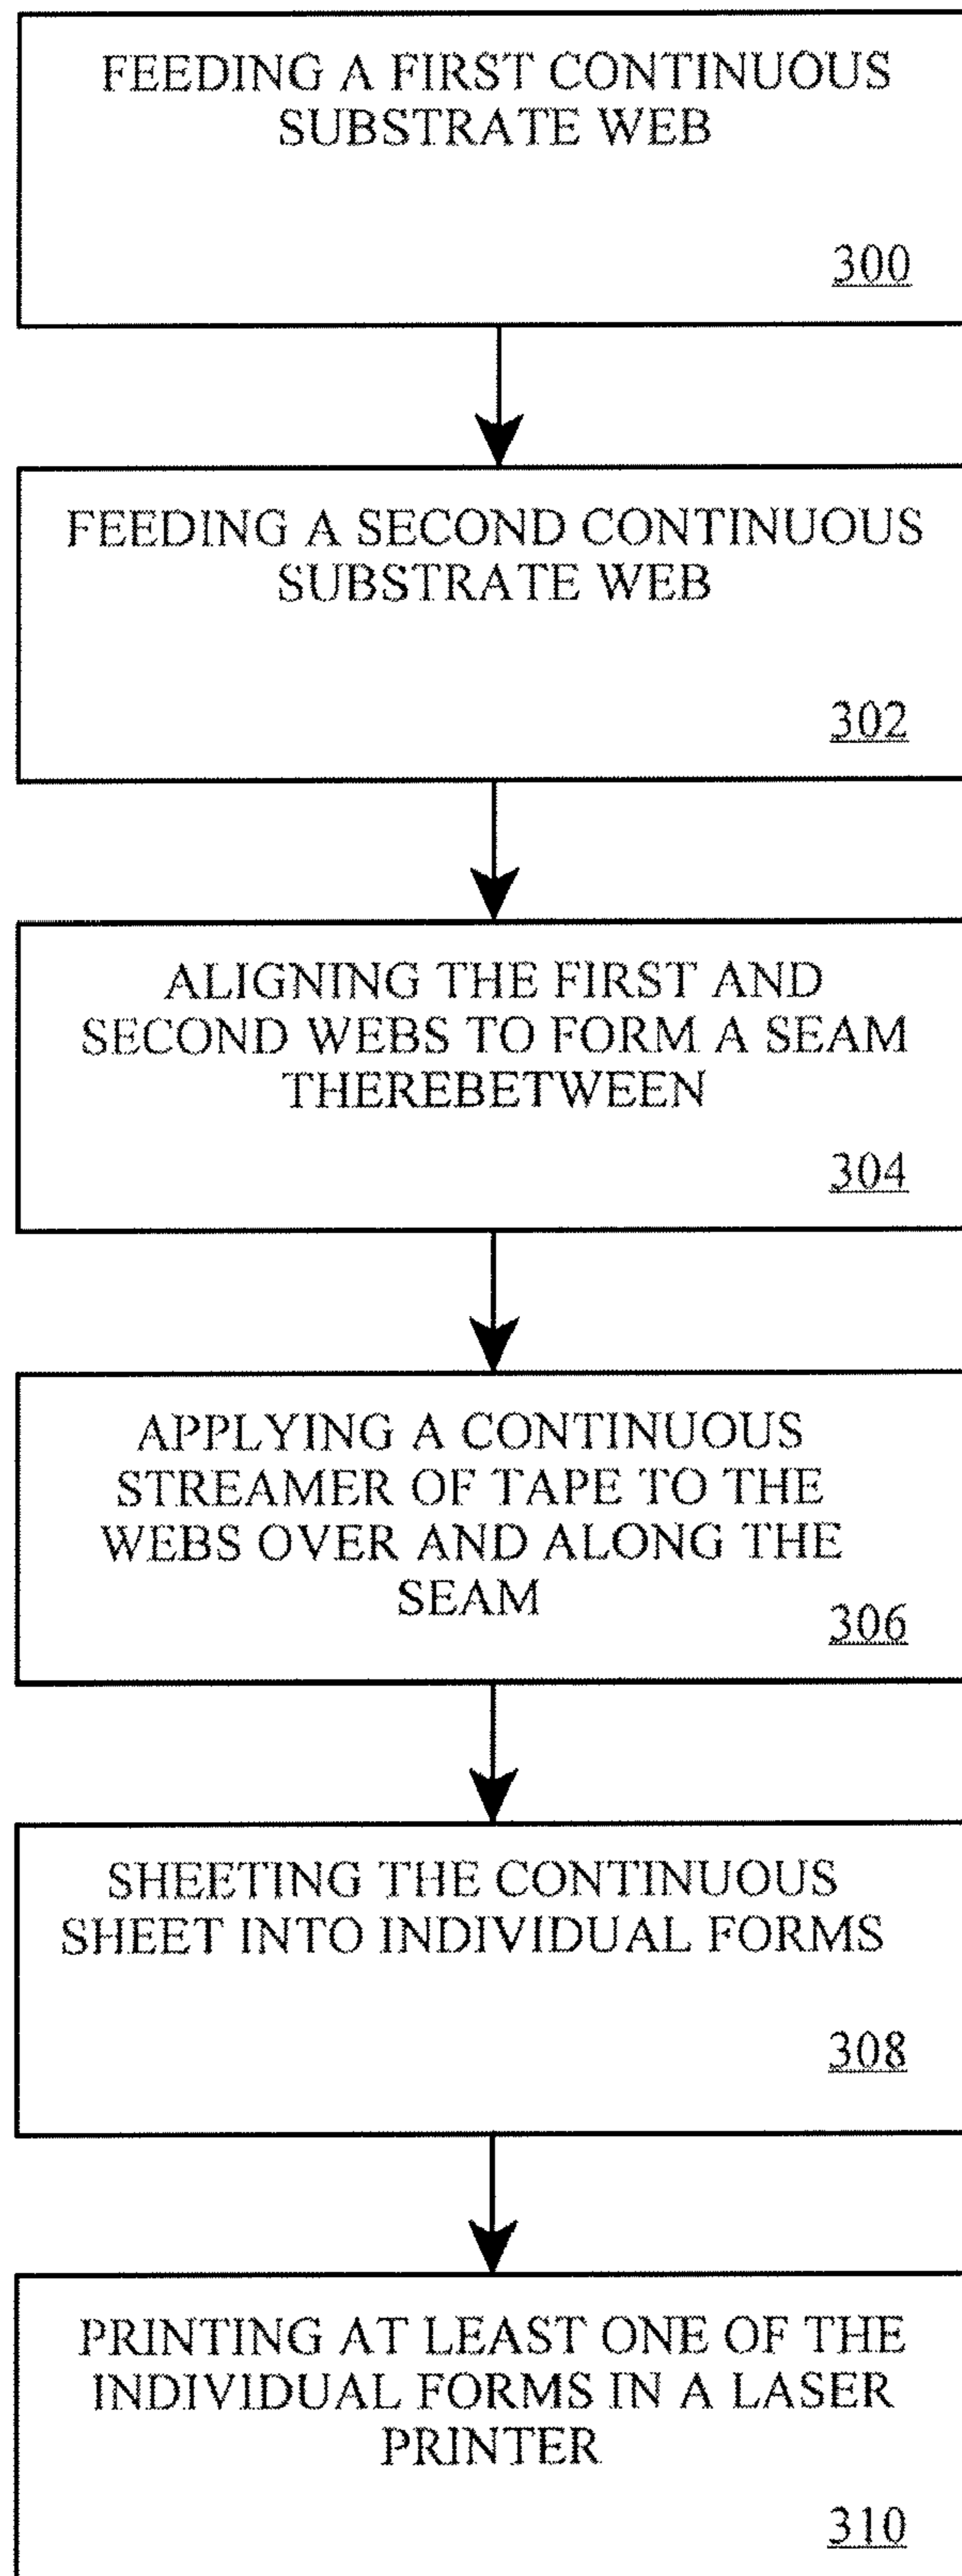 FEEDING A FIRST CONTINUOUS
SUBSTRATE WEB
300
FEEDING A SECOND CONTINUOUS
SUBSTRATE WEB
302
ALIGNING THE FIRST AND
SECOND WEBS TO FORM A SEAM
THEREBETWEEN
304
APPLYING A CONTINUOUS
STREAMER OF TAPE TO THE
WEBS OVER AND ALONG THE
SEAM
306
SHEETING THE CONTINUOUS
SHEET INTO INDIVIDUAL FORMS
308
PRINTING AT LEAST ONE OF THE
INDIVIDUAL FORMS IN A LASER
PRINTER
310